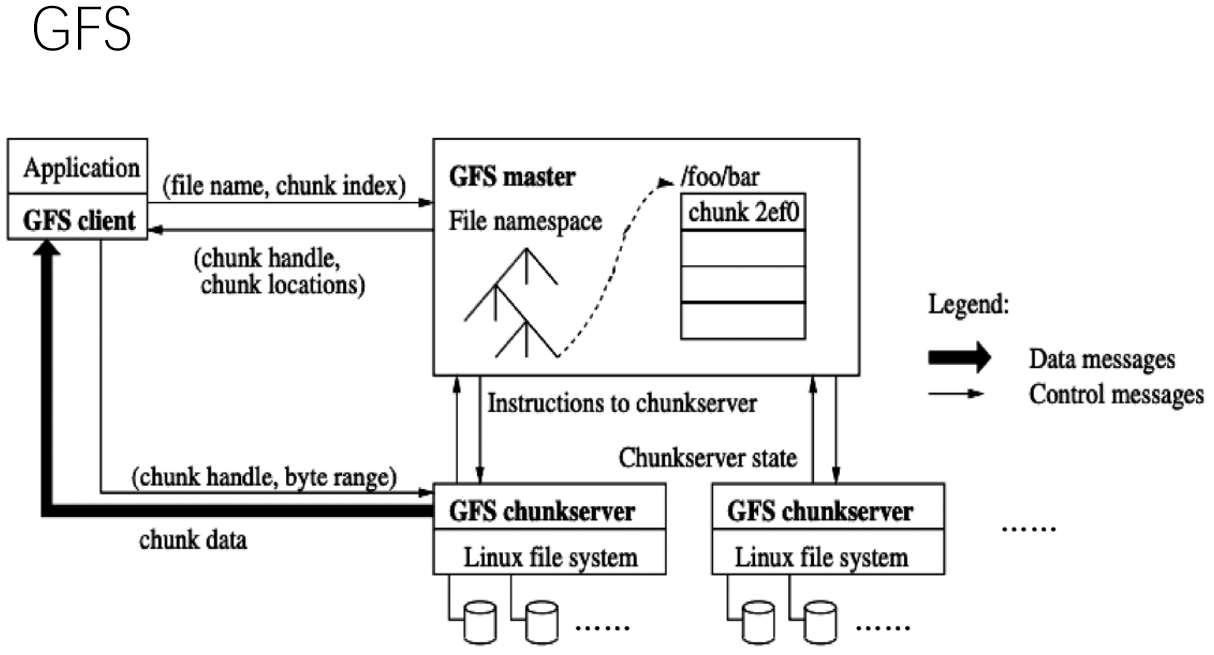 GFS
Application
GFS client
(file name, chunk index)
(chunk handle,
chunk locations)
GFS master
File namespace
/foo/bar
chunk 2ef0
Legend:
Data messages
Control messages
Instructions to chunkserver
Chunkserver state
(chunk handle, byte range)
chunk data
GFS chunkserver
Linux file system
......
GFS chunkserver
Linux file system
......
......